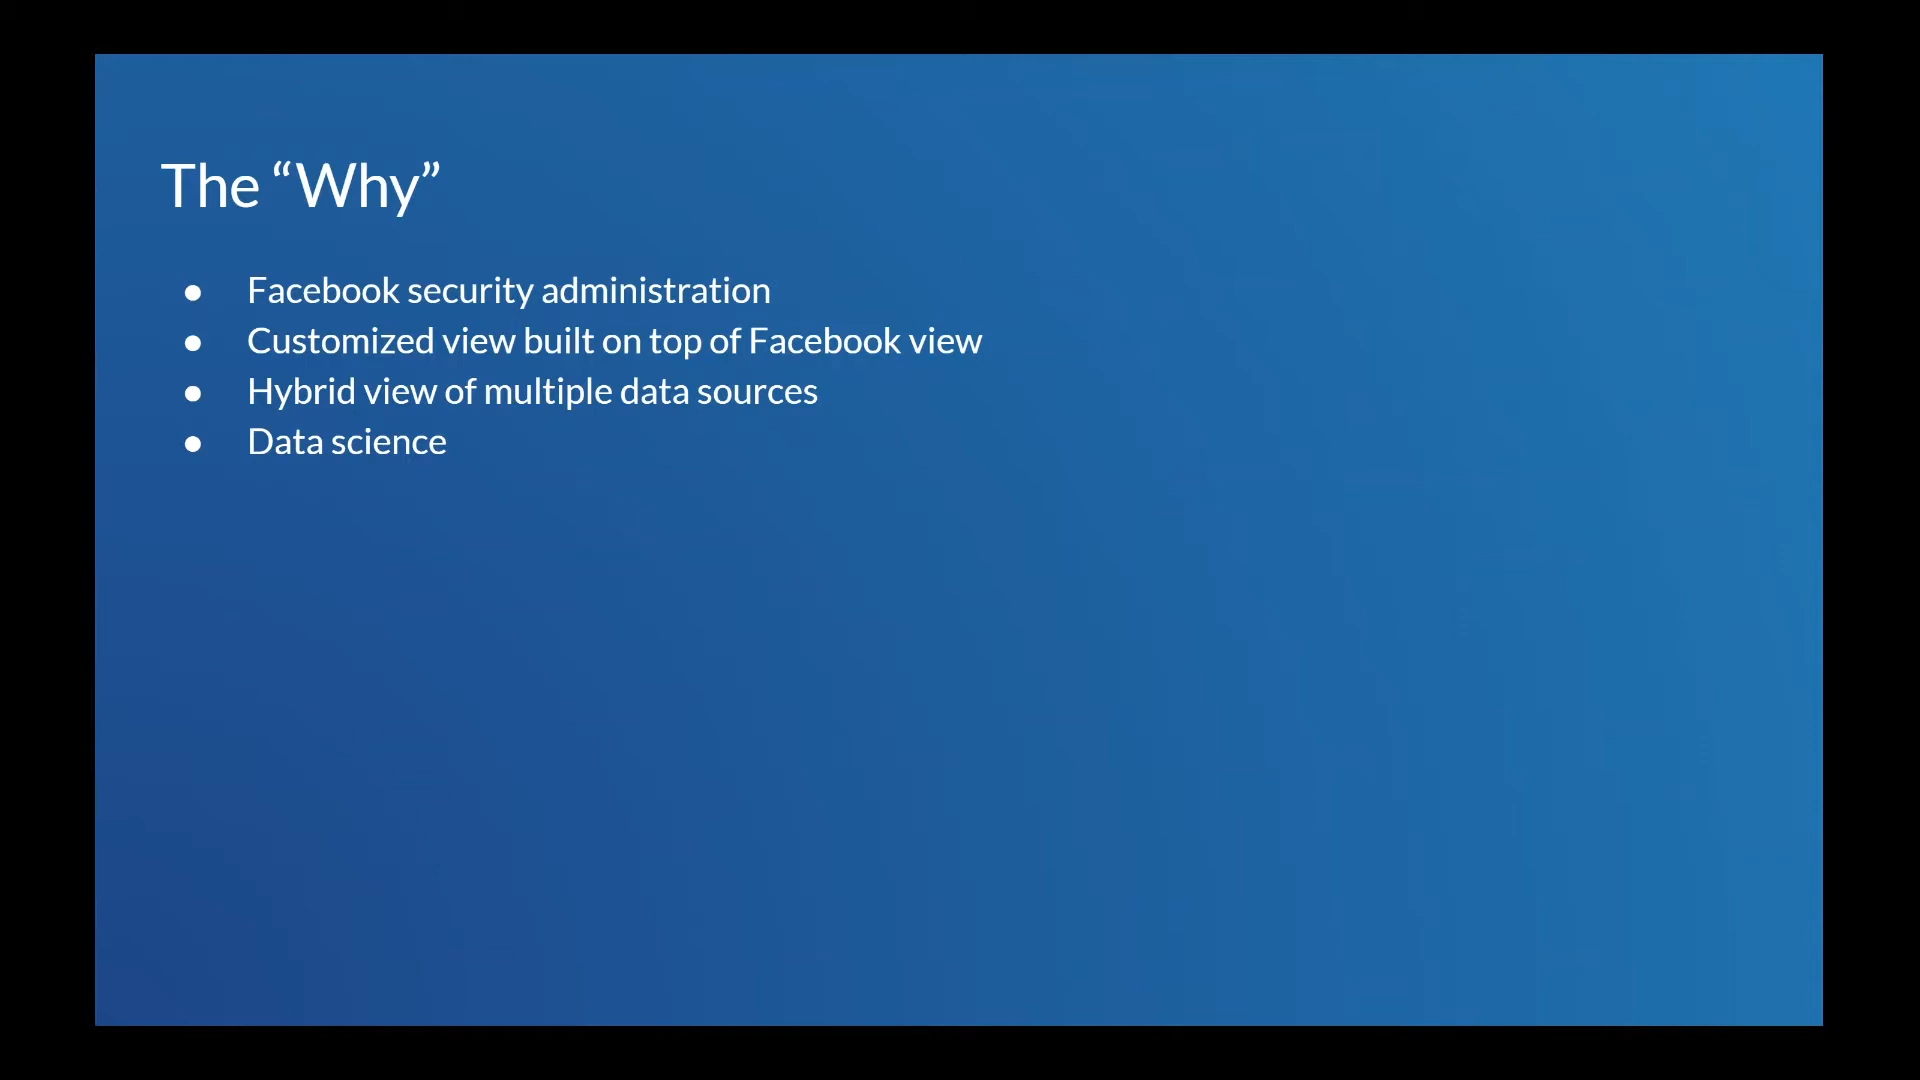 The “Why”
● Facebook security administration
● Customized view built on top of Facebook view
● Hybrid view of multiple data sources
● Data science